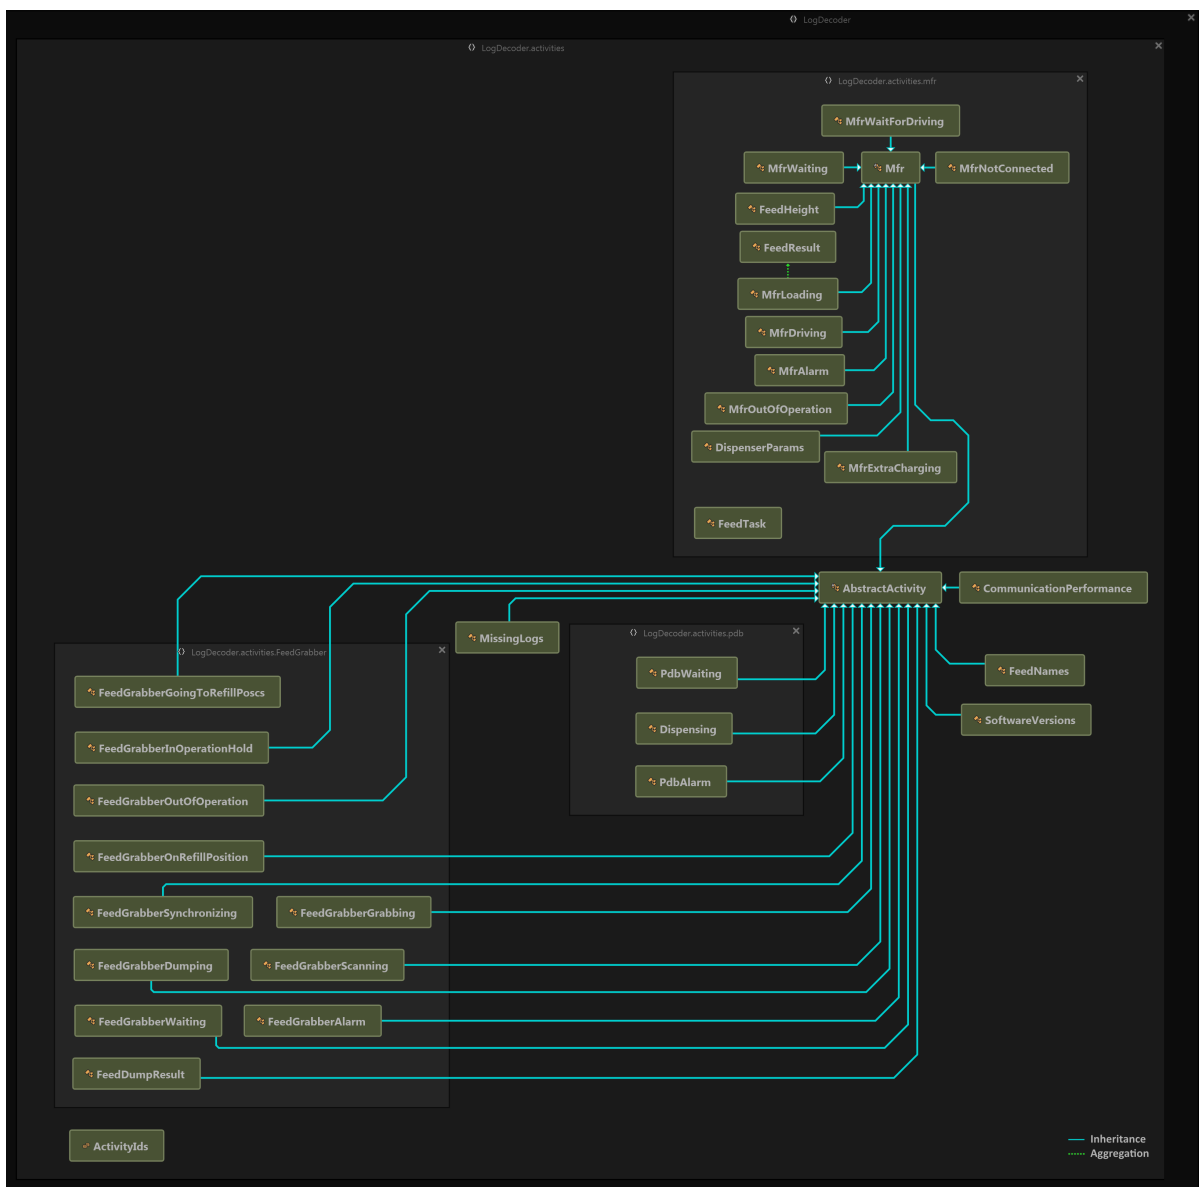 LogDecoder
LogDecoder.activities
LogDecoder.activities.mfr
MfrWaitForDriving
MfrWaiting
Mfr
MfrNotConnected
FeedHeight
FeedResult
MfrLoading
MfrDriving
MfrAlarm
MfrOutOfOperation
DispenserParams
MfrExtraCharging
FeedTask
AbstractActivity
CommunicationPerformance
MissingLogs
LogDecoder.activities.pdb
LogDecoder.activities.FeedGrabber
PdbWaiting
FeedNames
FeedGrabberGoingToRefillPoscs
SoftwareVersions
Dispensing
FeedGrabberInOperationHold
PdbAlarm
FeedGrabberOutOfOperation
FeedGrabberOnRefillPosition
FeedGrabberSynchronizing
FeedGrabberGrabbing
FeedGrabberDumping
FeedGrabberScanning
FeedGrabberWaiting
FeedGrabberAlarm
FeedDumpResult
ActivityIds
Inheritance
Aggregation